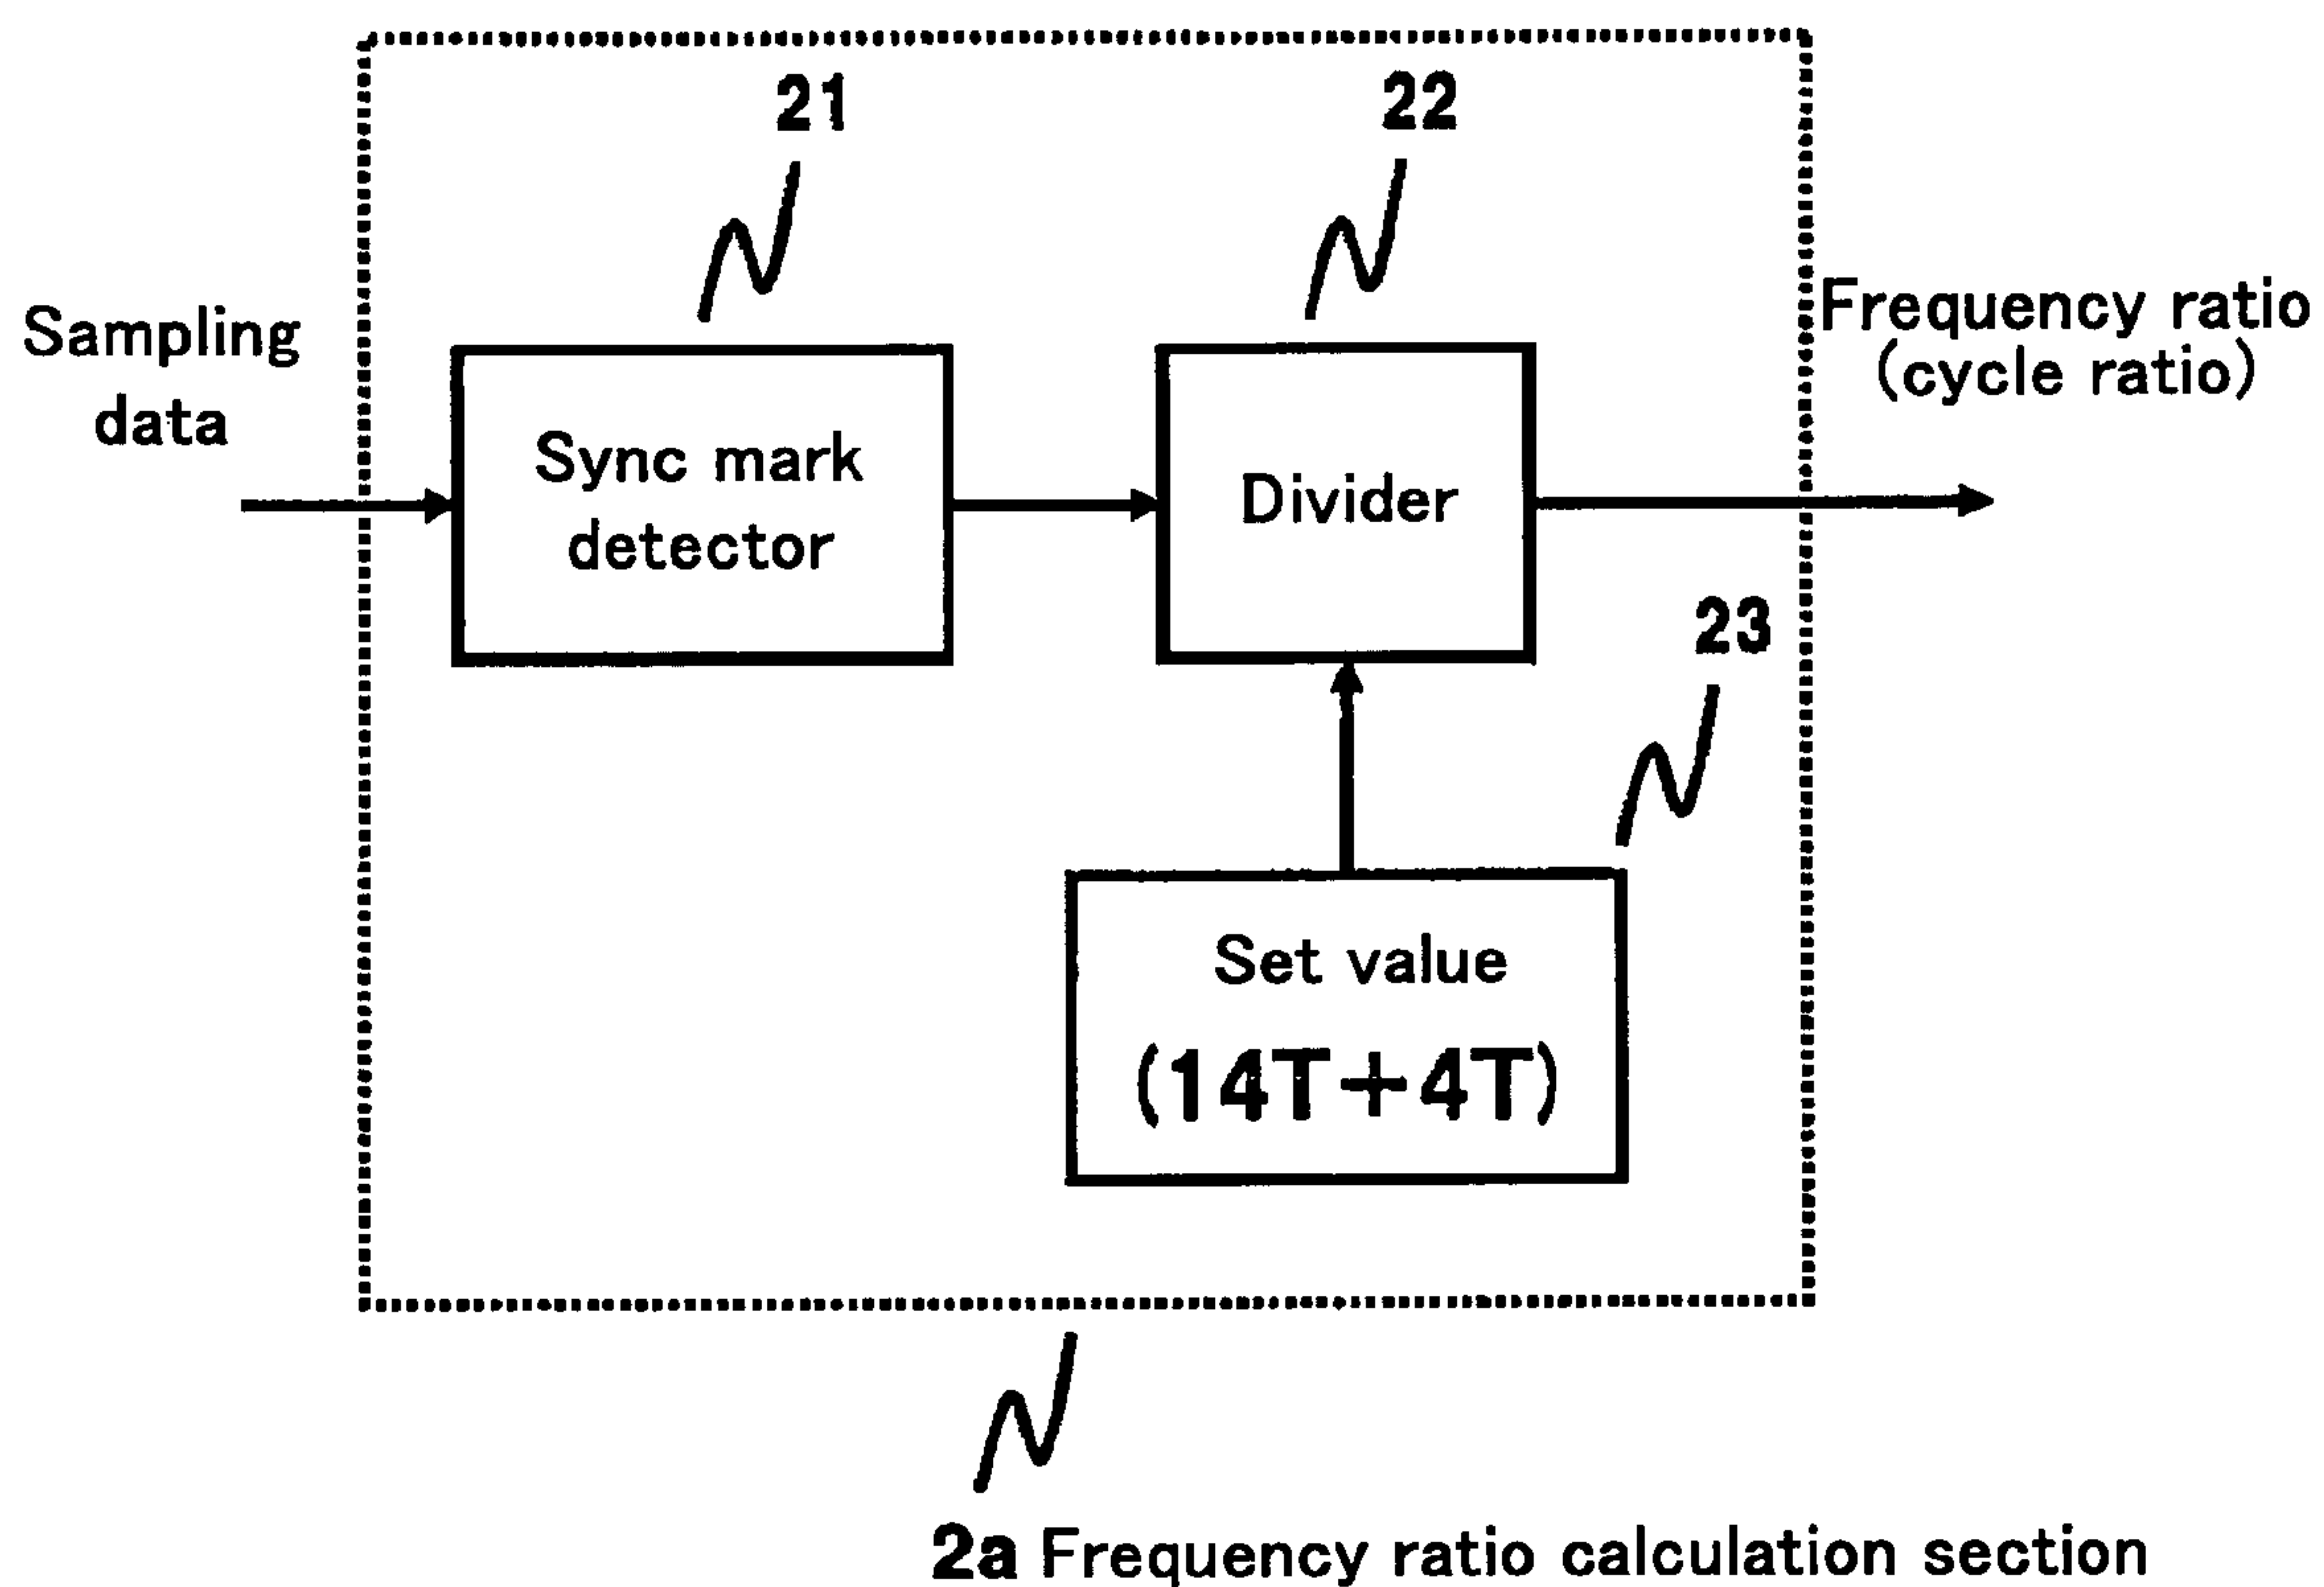 21
22
Sampling
data
Frequency ratio
(cycle ratio)
Sync mark
detector
Divider
23
Set value
(14T+4T)
2a Frequency ratio calculation section